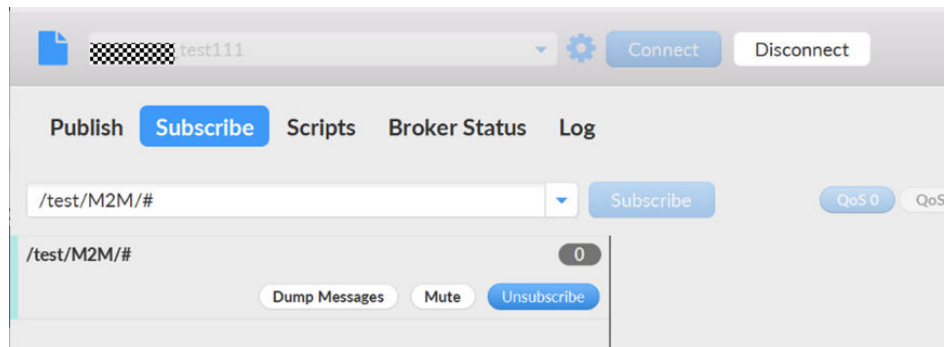 test111 Connect Disconnect
Publish Subscribe Scripts Broker Status Log
/test/M2M/# Subscribe QoS 0 QoS
/test/M2M/# 0
Dump Messages Mute Unsubscribe